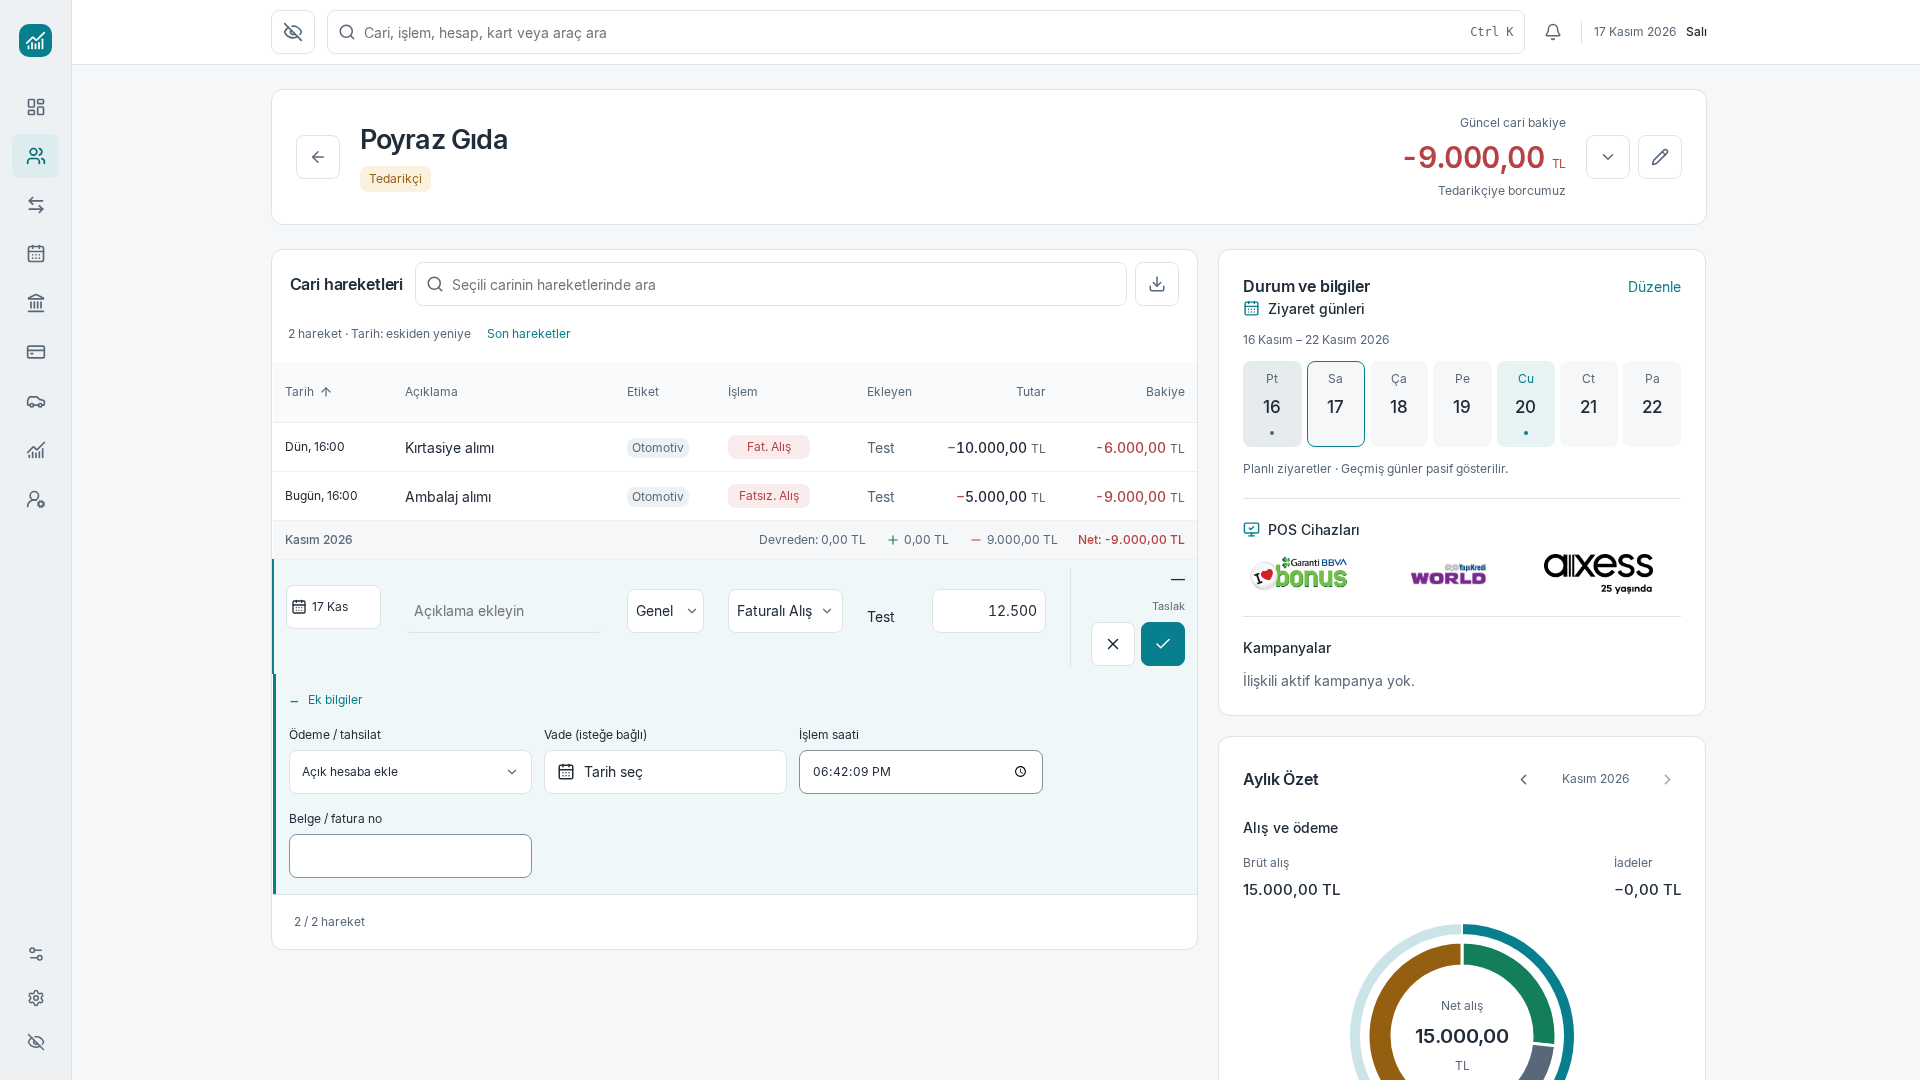 Cari, işlem, hesap, kart veya araç ara
Ctrl K
17 Kasım 2026 Salı
Poyraz Gıda
Tedarikçi
Güncel cari bakiye
-9.000,00 TL
Tedarikçiye borcumuz
Cari hareketleri
Seçili carinin hareketlerinde ara
2 hareket · Tarih: eskiden yeniye Son hareketler
Tarih Açıklama Etiket İşlem Ekleyen Tutar Bakiye
Dün, 16:00 Kırtasiye alımı Otomotiv Fat. Alış Test −10.000,00 TL -6.000,00 TL
Bugün, 16:00 Ambalaj alımı Otomotiv Fatsız. Alış Test −5.000,00 TL -9.000,00 TL
Kasım 2026 Devreden: 0,00 TL + 0,00 TL − 9.000,00 TL Net: -9.000,00 TL
17 Kas Açıklama ekleyin Genel Faturalı Alış Test 12.500 —
Taslak
– Ek bilgiler
Ödeme / tahsilat Vade (isteğe bağlı) İşlem saati
Açık hesaba ekle Tarih seç 06:42:09 PM
Belge / fatura no
2 / 2 hareket
Durum ve bilgiler Düzenle
Ziyaret günleri
16 Kasım – 22 Kasım 2026
Pt Sa Ça Pe Cu Ct Pa
16 17 18 19 20 21 22
Planlı ziyaretler · Geçmiş günler pasif gösterilir.
POS Cihazları
I Garanti BBVA bonus
YapıKredi WORLD
axess 25 yaşında
Kampanyalar
İlişkili aktif kampanya yok.
Aylık Özet Kasım 2026
Alış ve ödeme
Brüt alış İadeler
15.000,00 TL −0,00 TL
Net alış
15.000,00
TL